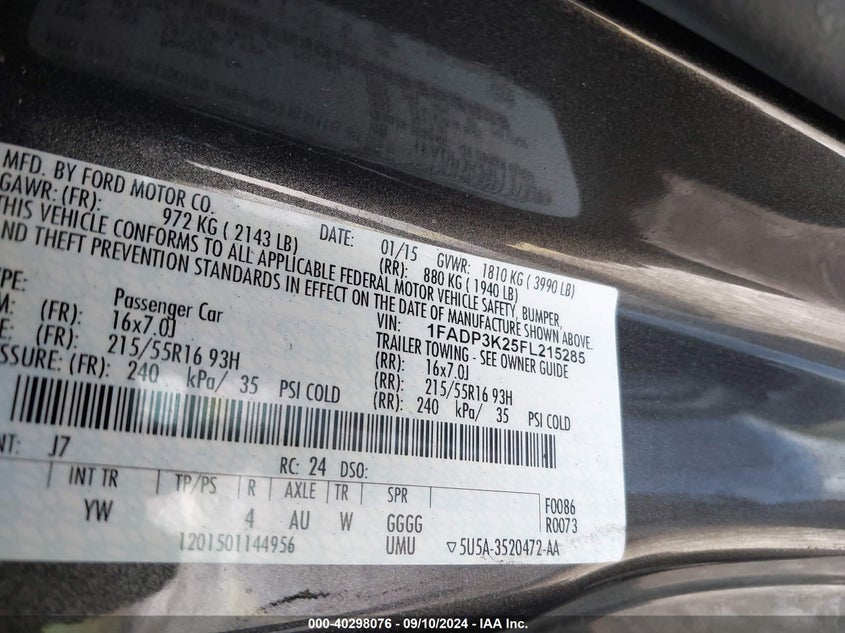 MFD. BY FORD MOTOR CO.
DATE: 01/15 GVWR: 1810 KG ( 3990 LB)
GAWR: (FR): 972 KG ( 2143 LB) (RR): 880 KG ( 1940 LB)
THIS VEHICLE CONFORMS TO ALL APPLICABLE FEDERAL MOTOR VEHICLE SAFETY, BUMPER,
ND THEFT PREVENTION STANDARDS IN EFFECT ON THE DATE OF MANUFACTURE SHOWN ABOVE.
VIN: 1FADP3K25FL215285
YPE: Passenger Car TRAILER TOWING - SEE OWNER GUIDE
M: (FR): 16x7.0J (RR): 16x7.0J
E: (FR): 215/55R16 93H (RR): 215/55R16 93H
SSURE: (FR): 240 kPa/ 35 PSI COLD (RR): 240 kPa/ 35 PSI COLD
NT: J7 RC: 24 DSO:
INT TR TP/PS R AXLE TR SPR
YW 4 AU W GGGG
F0086
R0073
1201501144956 UMU ▽5U5A-3520472-AA
000-40298076 - 09/10/2024 - IAA Inc.